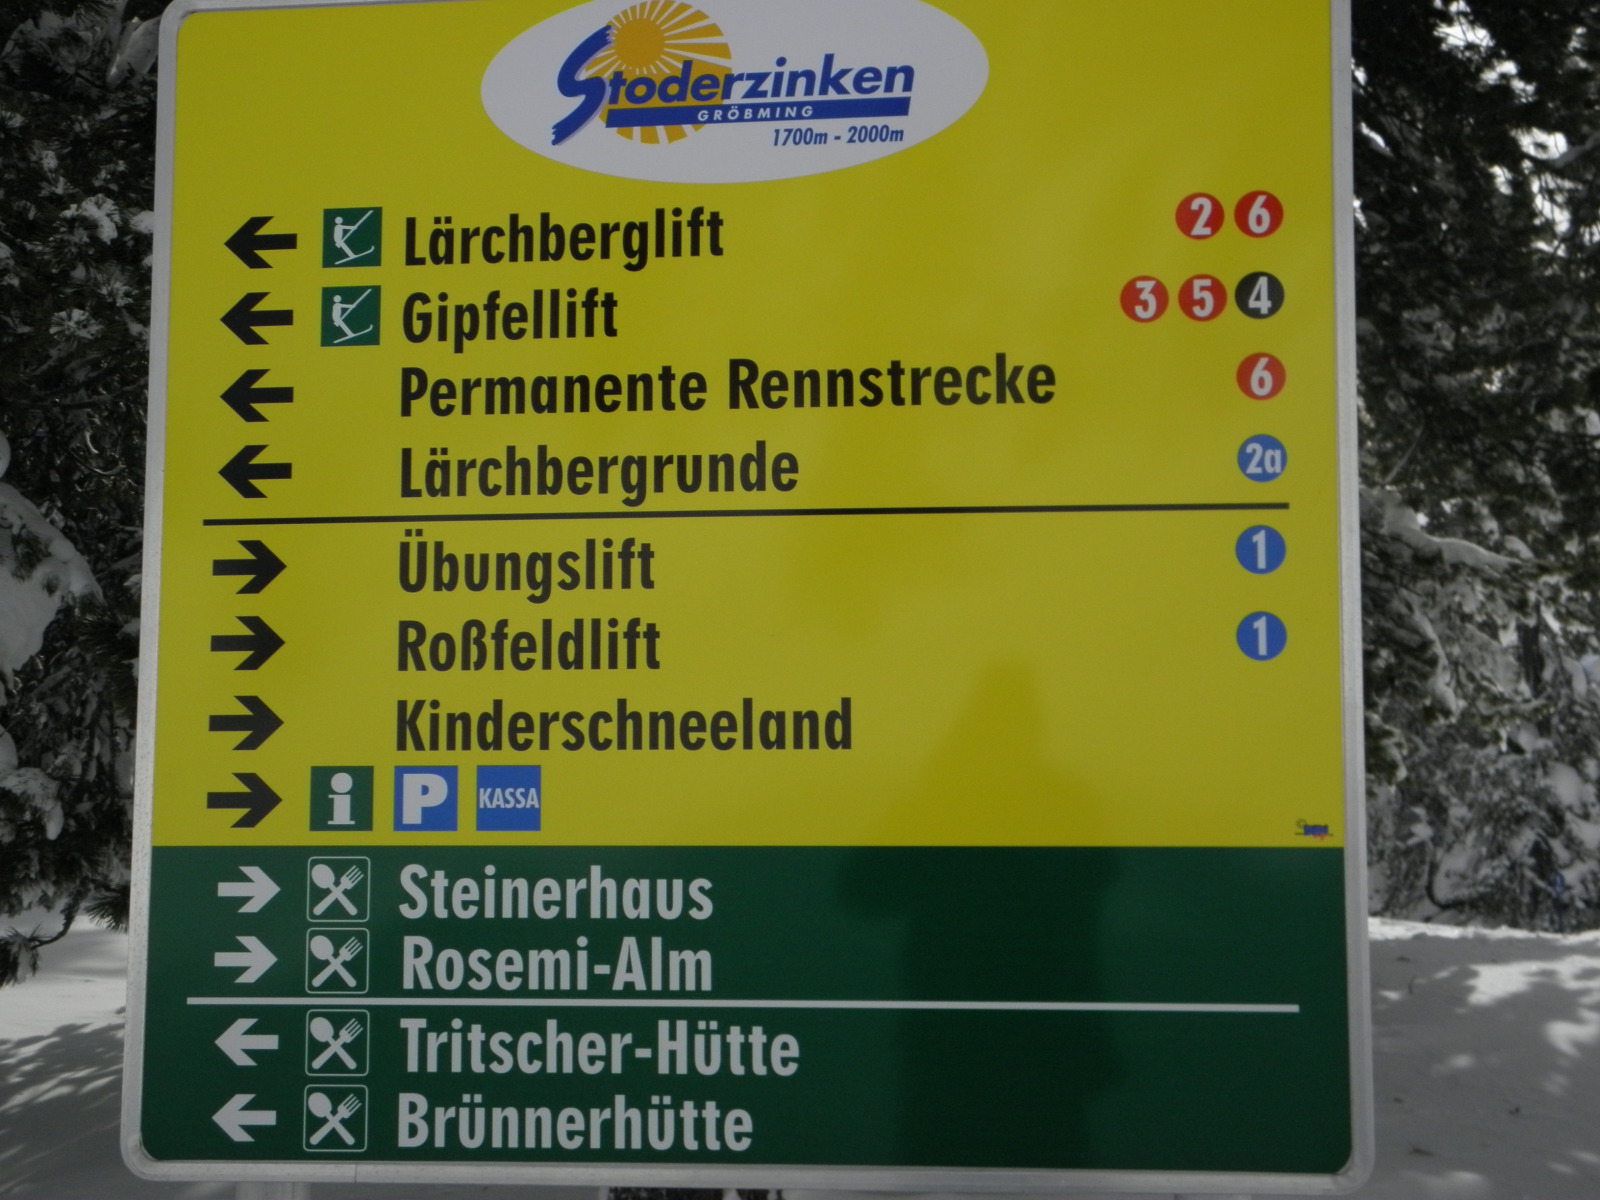 Stoderzinken
GRÖBMING
1700m - 2000m
Lärchberglift 2 6
Gipfellift 3 5 4
Permanente Rennstrecke 6
Lärchbergrunde 2a
Übungslift 1
Roßfeldlift 1
Kinderschneeland
i P KASSA
Steinerhaus
Rosemi-Alm
Tritscher-Hütte
Brünnerhütte